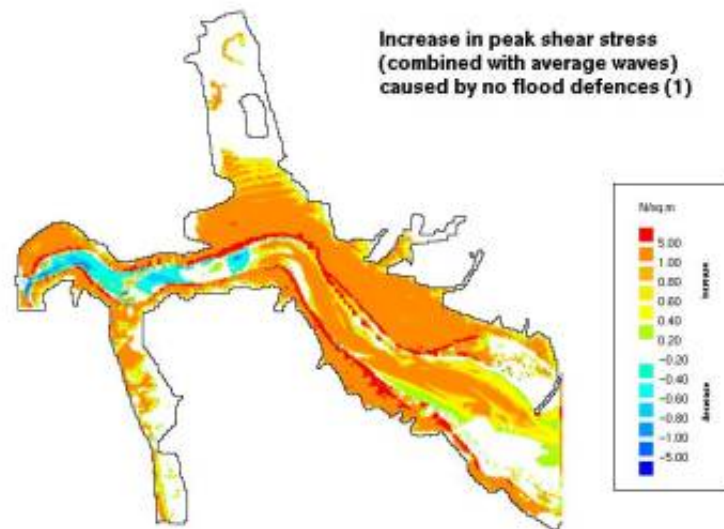 Increase in peak shear stress
(combined with average waves)
caused by no flood defences (1)
N/sq.m
5.00
1.00
0.80
0.60
0.40
0.20
-0.20
-0.40
-0.60
-0.80
-1.00
-5.00
Increase
Decrease